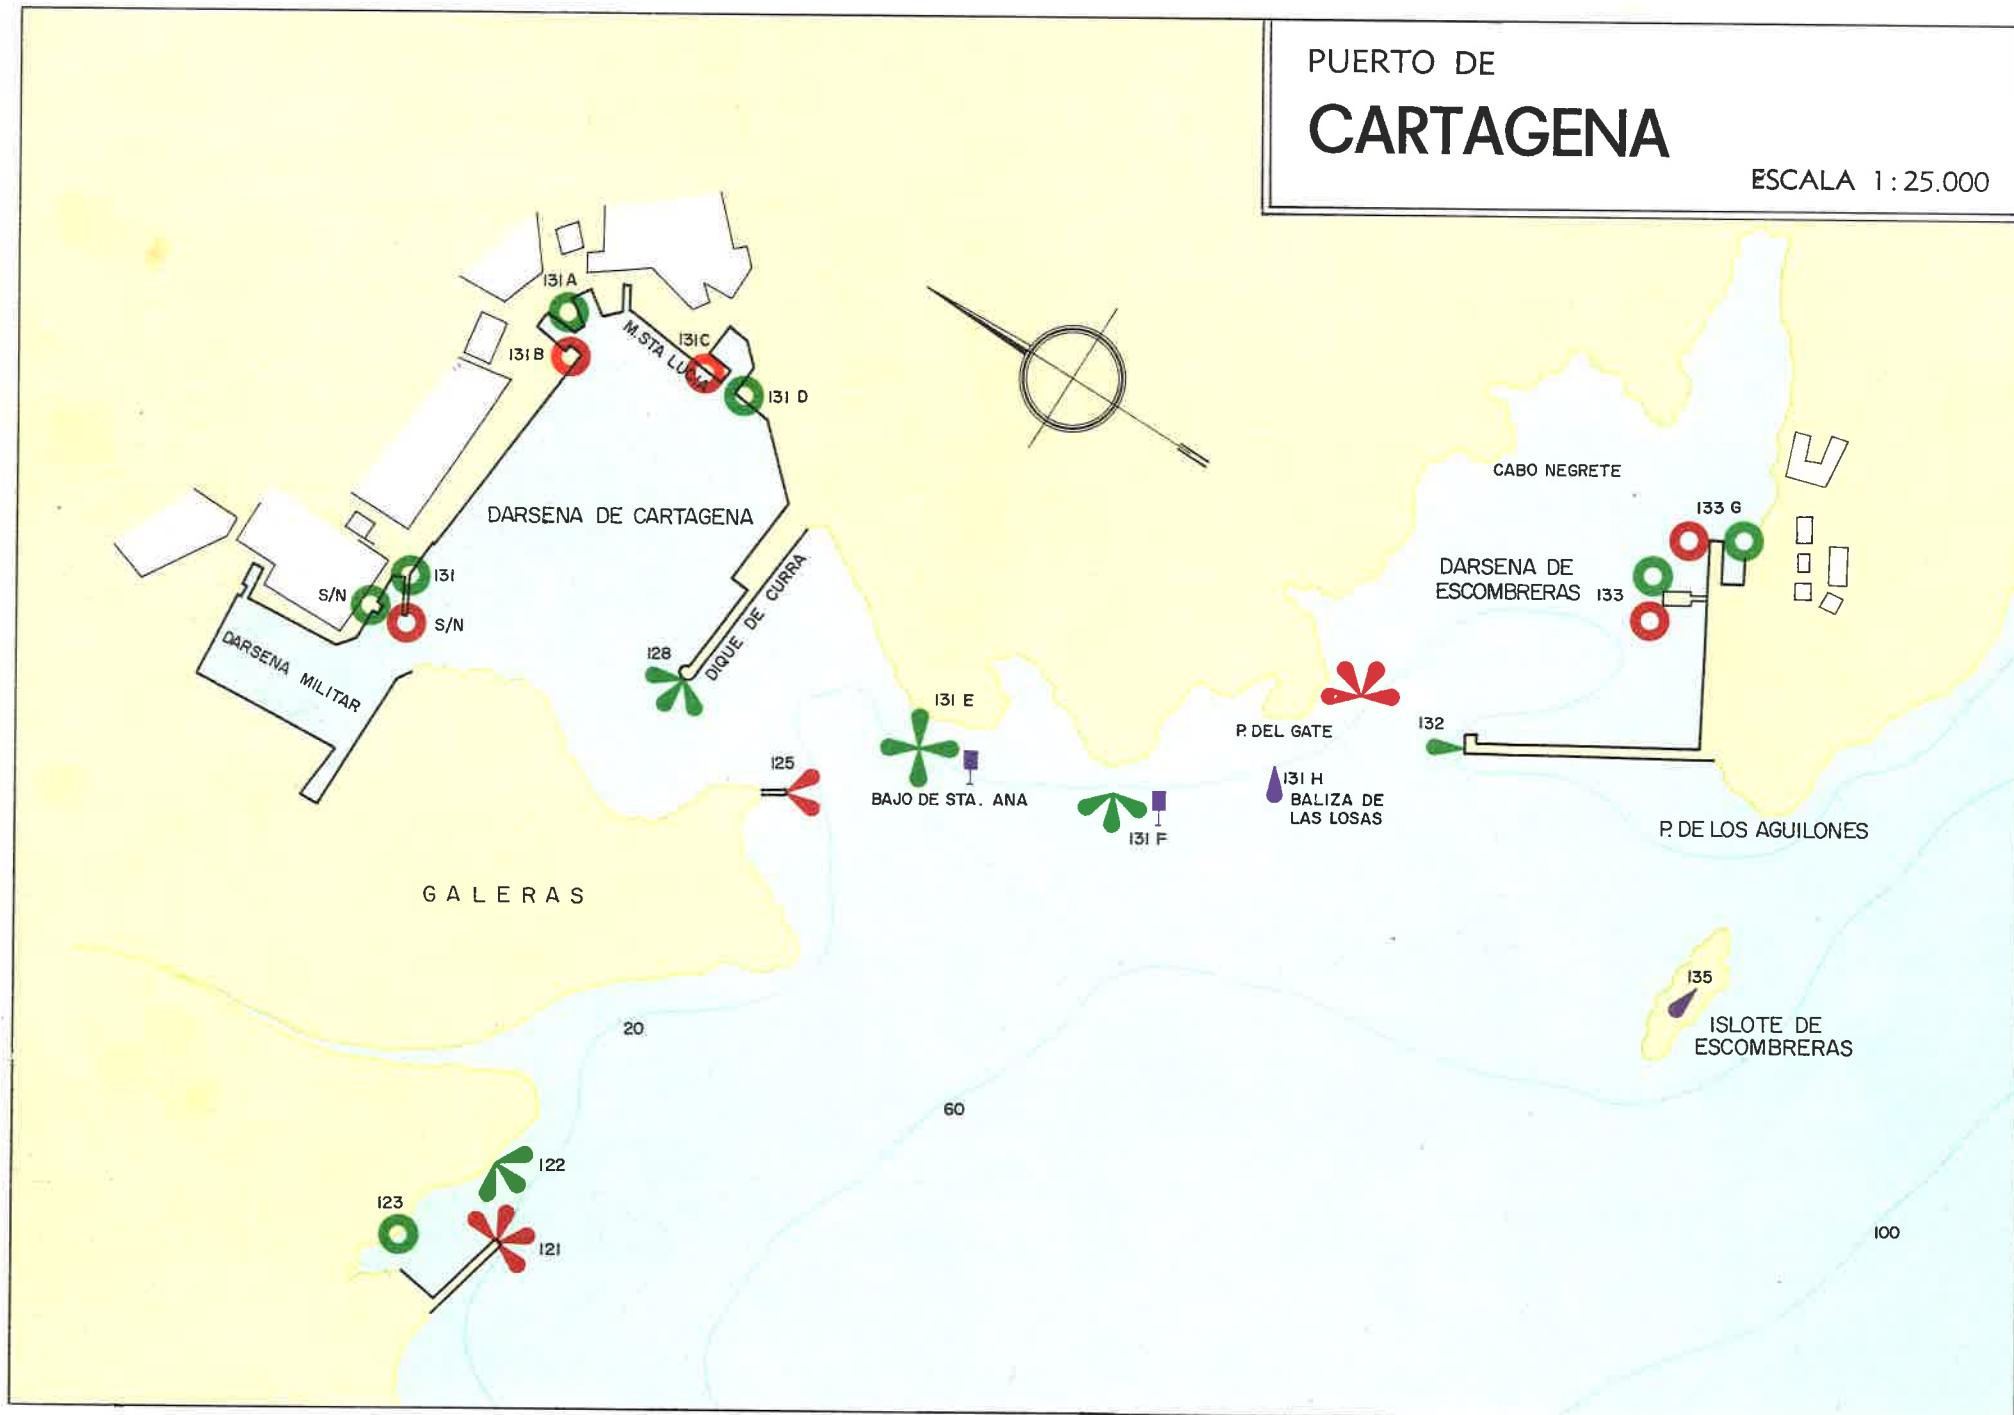 PUERTO DE
CARTAGENA
ESCALA 1:25.000
131 A
131 B
M. STA LUCIA
131 C
131 D
DARSENA DE CARTAGENA
131
S/N
S/N
DARSENA MILITAR
128
DIQUE DE CURRA
131 E
125
BAJO DE STA. ANA
131 F
P. DEL GATE
131 H
BALIZA DE
LAS LOSAS
CABO NEGRETE
133 G
DARSENA DE
ESCOMBRERAS
133
132
P. DE LOS AGUILONES
GALERAS
135
ISLOTE DE
ESCOMBRERAS
20
60
100
122
123
121